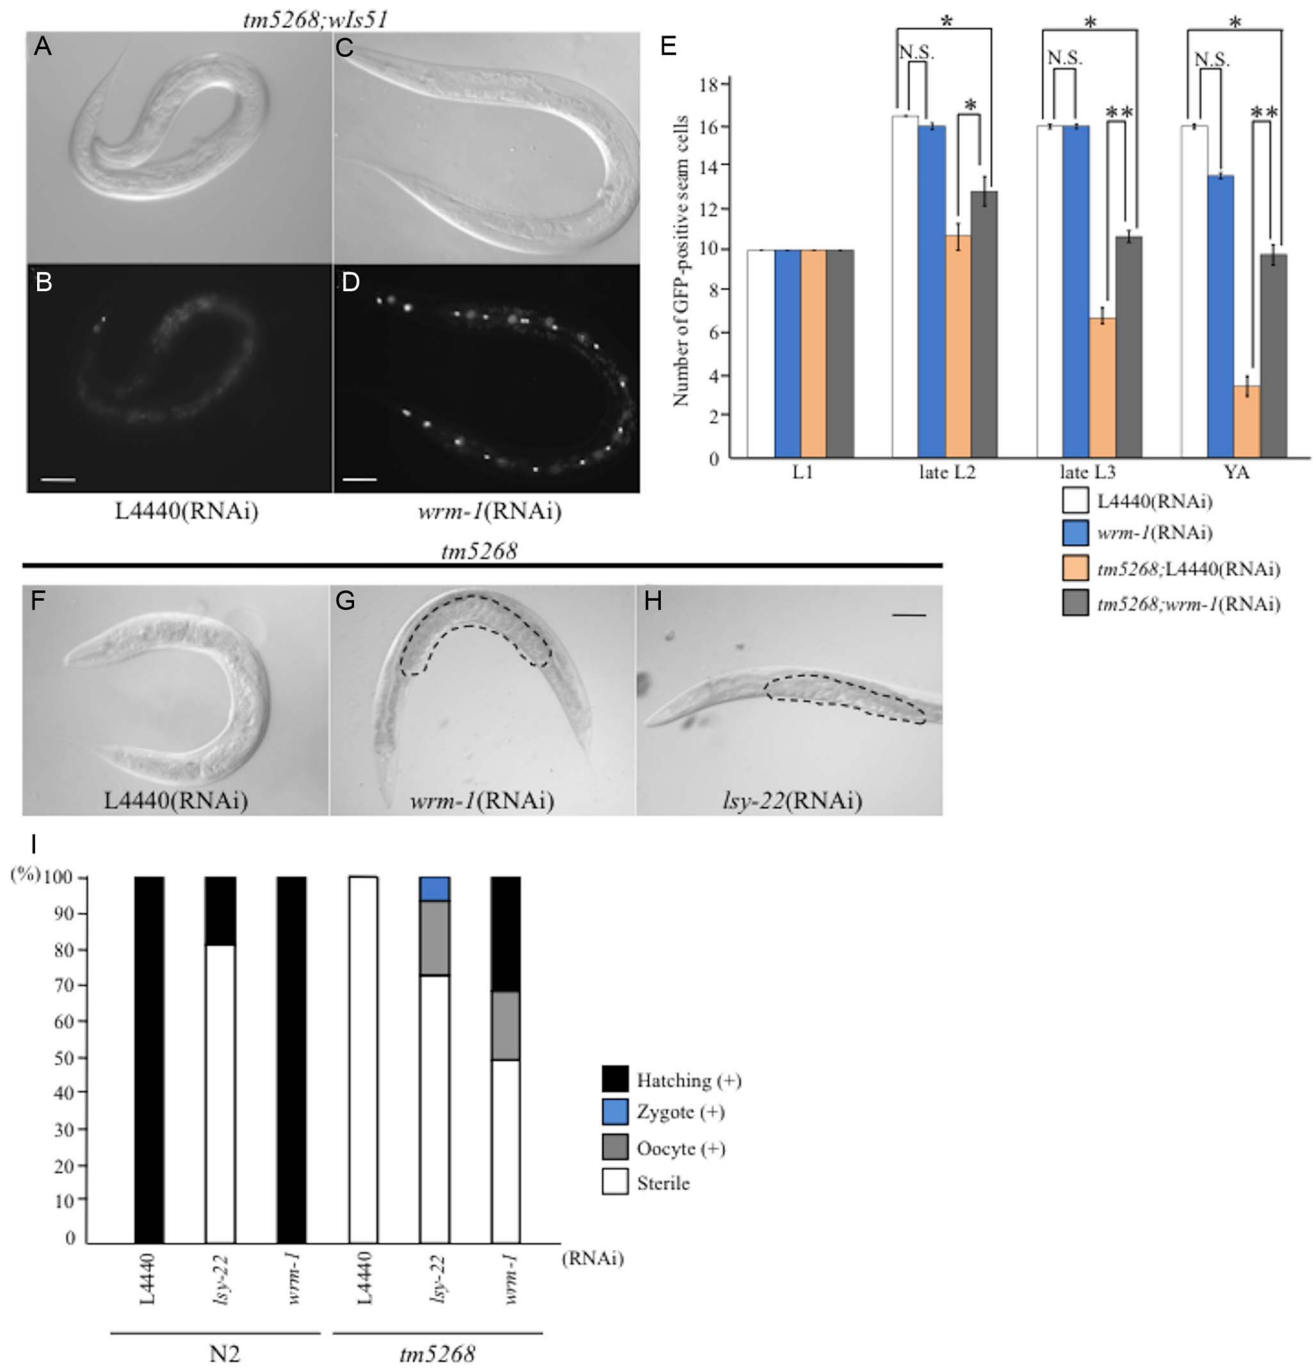 tm5268;wIs51
A
C
B
D
L4440(RNAi)
wrm-1(RNAi)
E
Number of GFP-positive seam cells
18
16
14
12
10
8
6
4
2
0
*
N.S.
*
*
N.S.
**
*
N.S.
**
L1
late L2
late L3
YA
L4440(RNAi)
wrm-1(RNAi)
tm5268;L4440(RNAi)
tm5268;wrm-1(RNAi)
tm5268
F
G
H
L4440(RNAi)
wrm-1(RNAi)
lsy-22(RNAi)
I
(%)
100
90
80
70
60
50
40
30
20
10
0
Hatching (+)
Zygote (+)
Oocyte (+)
Sterile
L4440
lsy-22
wrm-1
L4440
lsy-22
wrm-1
(RNAi)
N2
tm5268